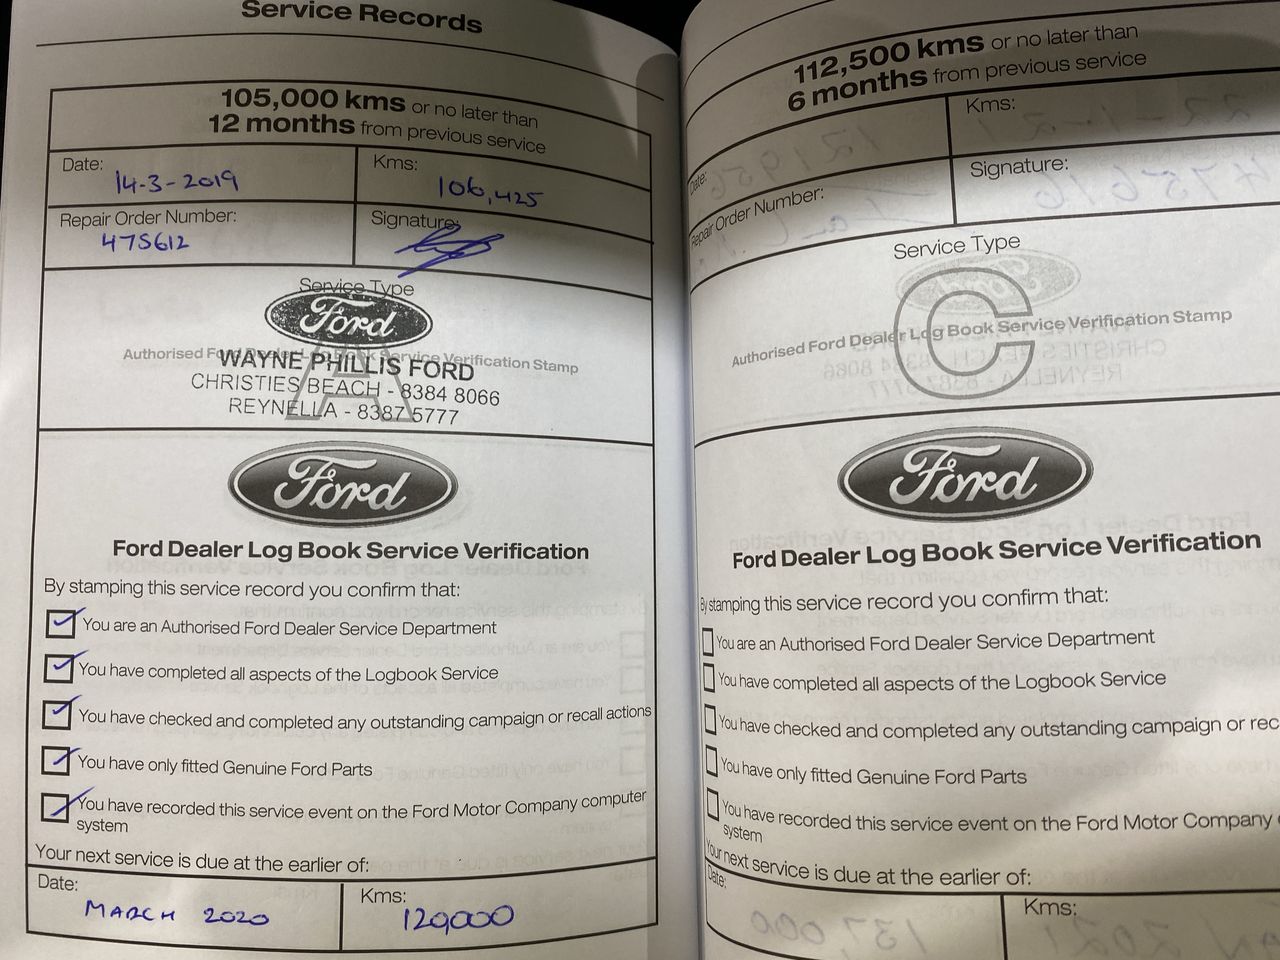 Service Records
105,000 kms or no later than
12 months from previous service
Date:
14-3-2019
Kms:
106,425
Repair Order Number:
475612
Signature:
Service Type
Ford
Authorised Ford Dealer Log Book Service Verification Stamp
A
WAYNE PHILLIS FORD
CHRISTIES BEACH - 8384 8066
REYNELLA - 8387 5777
Ford
Ford Dealer Log Book Service Verification
By stamping this service record you confirm that:
You are an Authorised Ford Dealer Service Department
You have completed all aspects of the Logbook Service
You have checked and completed any outstanding campaign or recall actions
You have only fitted Genuine Ford Parts
You have recorded this service event on the Ford Motor Company computer
system
Your next service is due at the earlier of:
Date:
MARCH 2020
Kms:
120,000
112,500 kms or no later than
6 months from previous service
Date:
Kms:
Repair Order Number:
Signature:
Service Type
C
Authorised Ford Dealer Log Book Service Verification Stamp
Ford
Ford Dealer Log Book Service Verification
By stamping this service record you confirm that:
You are an Authorised Ford Dealer Service Department
You have completed all aspects of the Logbook Service
You have checked and completed any outstanding campaign or rec
You have only fitted Genuine Ford Parts
You have recorded this service event on the Ford Motor Company
system
Your next service is due at the earlier of:
Date:
Kms: